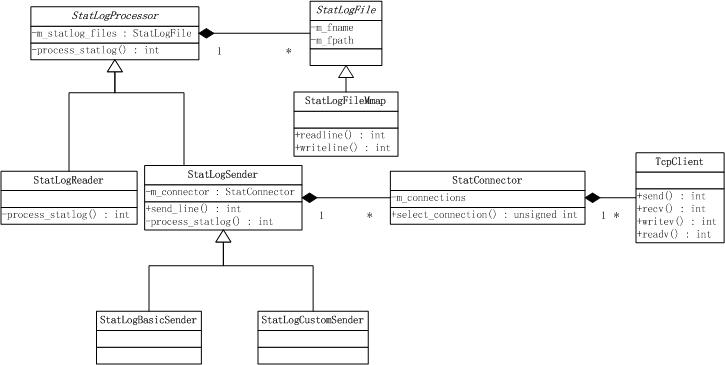 StatLogProcessor
-m_statlog_files : StatLogFile
-process_statlog() : int
1
*
StatLogFile
-m_fname
-m_fpath
StatLogFileMmap
+readline() : int
+writeline() : int
StatLogReader
-process_statlog() : int
StatLogSender
-m_connector : StatConnector
+send_line() : int
-process_statlog() : int
1
*
StatConnector
-m_connections
+select_connection() : unsigned int
1
*
TcpClient
+send() : int
+recv() : int
+writev() : int
+readv() : int
StatLogBasicSender
StatLogCustomSender